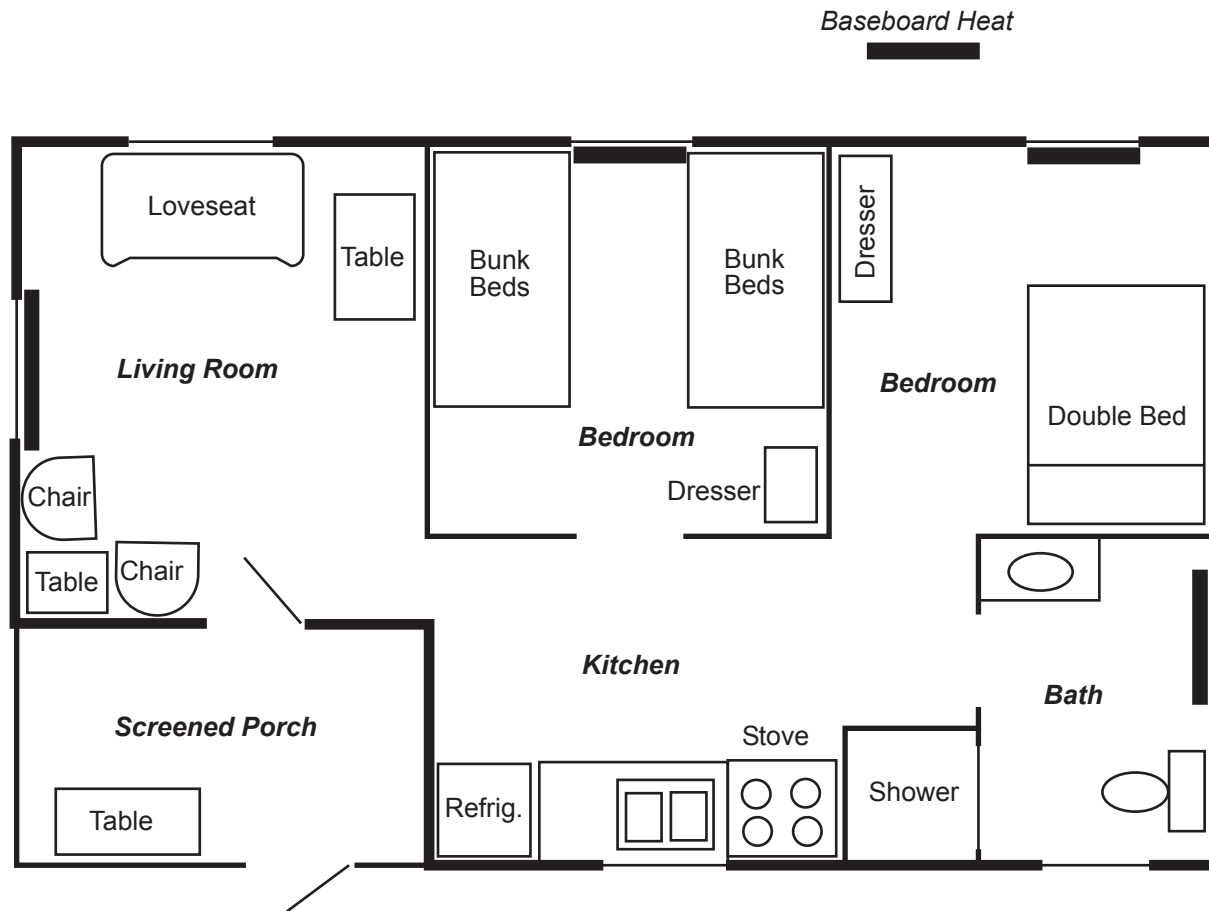 Baseboard Heat
Loveseat
Table
Bunk
Beds
Bunk
Beds
Dresser
Living Room
Bedroom
Double Bed
Bedroom
Dresser
Chair
Table
Chair
Kitchen
Bath
Screened Porch
Stove
Table
Refrig.
Shower